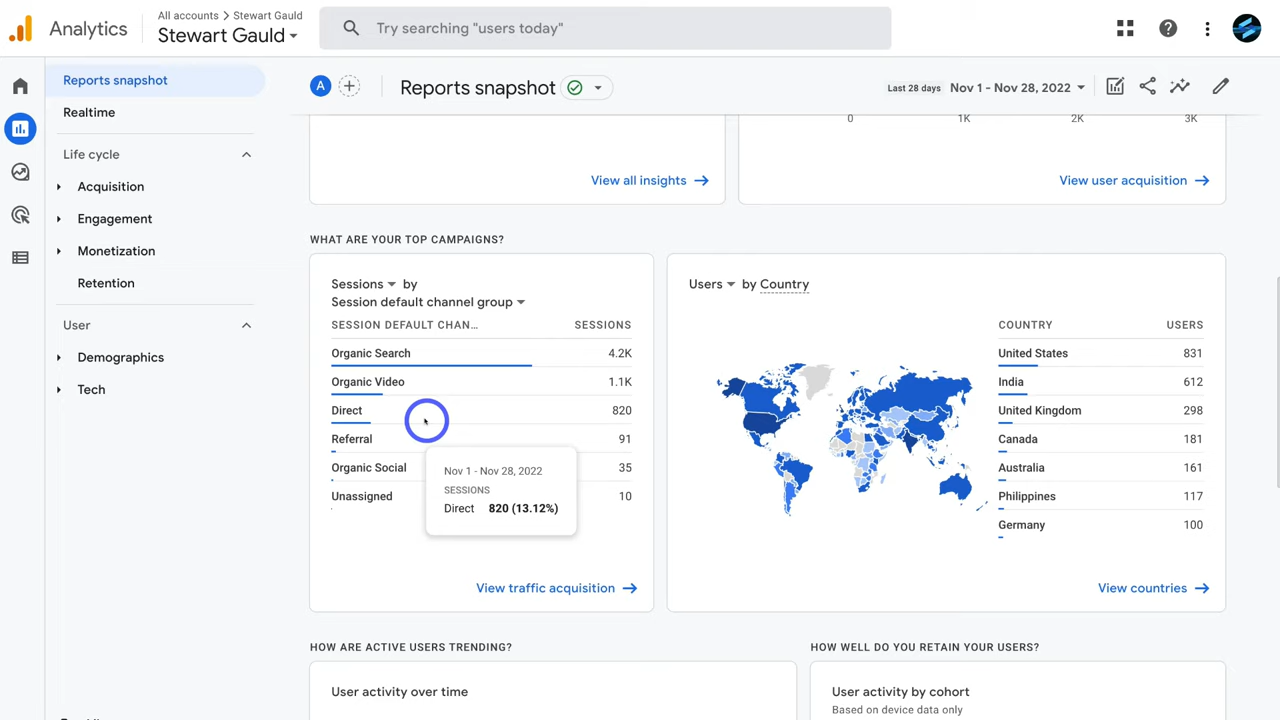 Analytics
All accounts > Stewart Gauld
Stewart Gauld
Try searching "users today"
Reports snapshot
Realtime
Life cycle
Acquisition
Engagement
Monetization
Retention
User
Demographics
Tech
A
Reports snapshot
Last 28 days Nov 1 - Nov 28, 2022
View all insights
0 1K 2K 3K
View user acquisition
WHAT ARE YOUR TOP CAMPAIGNS?
Sessions by
Session default channel group
SESSION DEFAULT CHAN... SESSIONS
Organic Search 4.2K
Organic Video 1.1K
Direct 820
Referral 91
Organic Social 35
Unassigned 10
Nov 1 - Nov 28, 2022
SESSIONS
Direct 820 (13.12%)
View traffic acquisition
Users by Country
COUNTRY USERS
United States 831
India 612
United Kingdom 298
Canada 181
Australia 161
Philippines 117
Germany 100
View countries
HOW ARE ACTIVE USERS TRENDING?
User activity over time
HOW WELL DO YOU RETAIN YOUR USERS?
User activity by cohort
Based on device data only